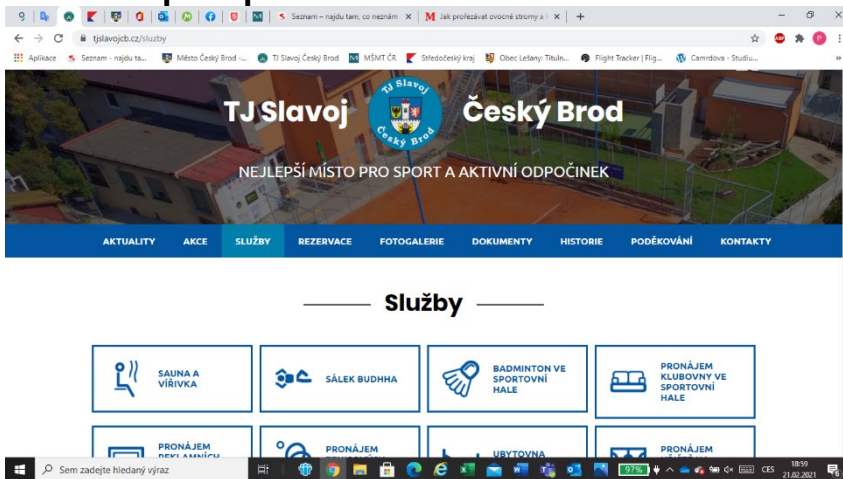 Seznam – najdu tam, co neznám
Jak prořezávat ovocné stromy a
tjslavojcb.cz/sluzby
Aplikace Seznam - najdu ta... Město Český Brod -... TJ Slavoj Český Brod MŠMT ČR Středočeský kraj Obec Lešany: Tituln... Flight Tracker | Flig... Camrdova - Studiu...
TJ Slavoj Český Brod
TJ Slavoj
Český Brod
NEJLEPŠÍ MÍSTO PRO SPORT A AKTIVNÍ ODPOČINEK
AKTUALITY AKCE SLUŽBY REZERVACE FOTOGALERIE DOKUMENTY HISTORIE PODĚKOVÁNÍ KONTAKTY
Služby
SAUNA A
VÍŘIVKA
SÁLEK BUDHHA
BADMINTON VE
SPORTOVNÍ
HALE
PRONÁJEM
KLUBOVNY VE
SPORTOVNÍ
HALE
PRONÁJEM
REKLAMNÍCH
PRONÁJEM
UBYTOVNA
PRONÁJEM
Sem zadejte hledaný výraz
97%
CES
18:59
21.02.2021